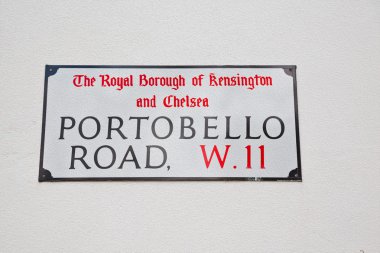 The Royal Borough of Kensington
and Chelsea
PORTOBELLO
ROAD, W.11